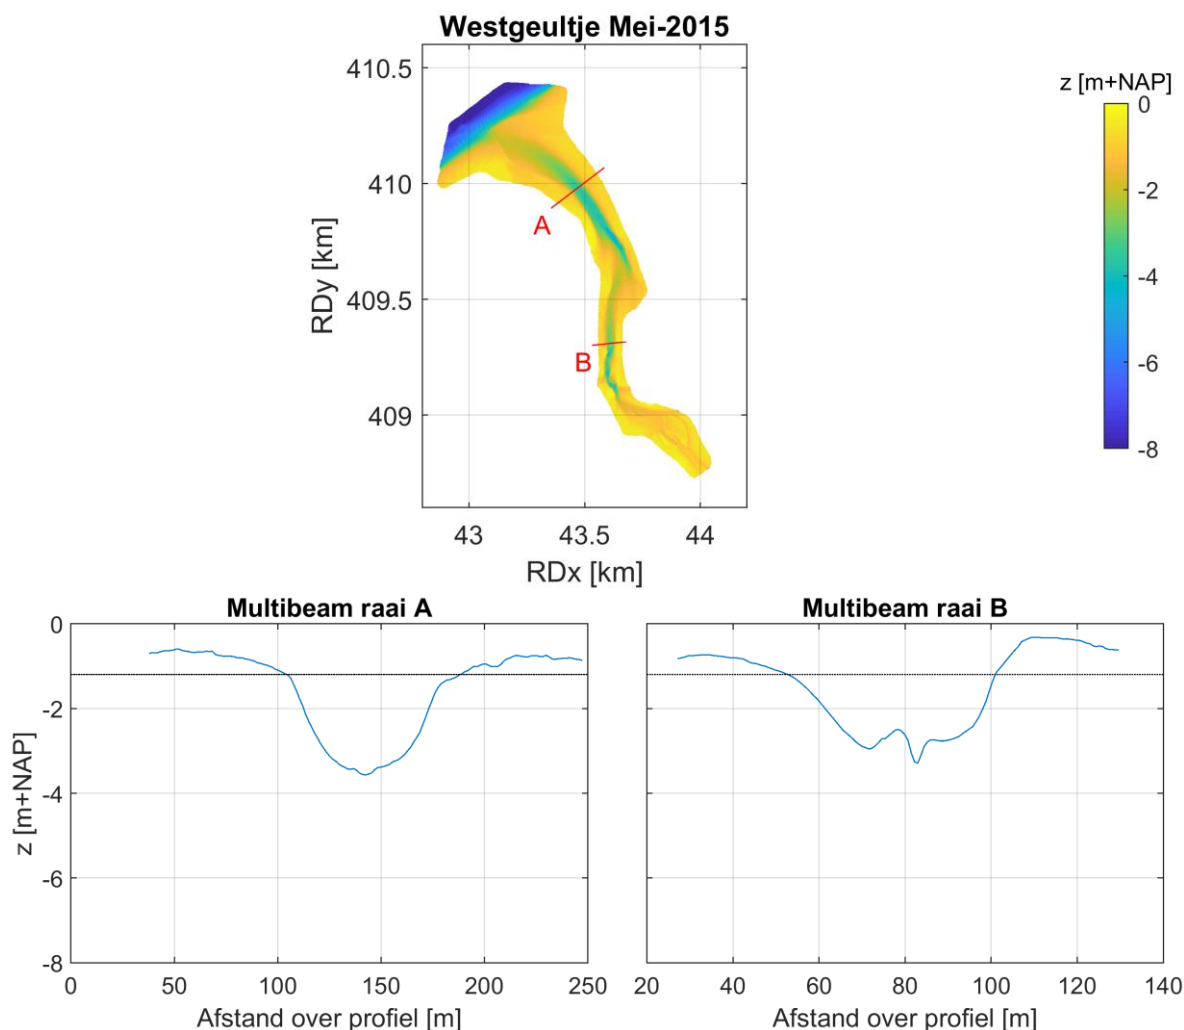 Westgeultje Mei-2015
z [m+NAP]
0
-2
-4
-6
-8
410.5
410
409.5
409
RDy [km]
A
B
43
43.5
44
RDx [km]
Multibeam raai A
0
-2
-4
-6
-8
z [m+NAP]
0
50
100
150
200
250
Afstand over profiel [m]
Multibeam raai B
20
40
60
80
100
120
140
Afstand over profiel [m]